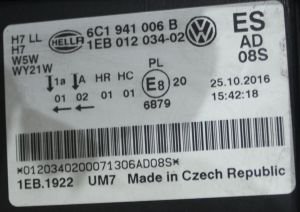 H7 LL
H7
W5W
WY21W
HELLA
6C1 941 006 B
1EB 012 034-02
ES
AD
08S
1a A HR HC PL
01 02 01 01 E8 20
6879
25.10.2016
15:42:18
*0120340200071306AD08S*
1EB.1922 UM7 Made in Czech Republic